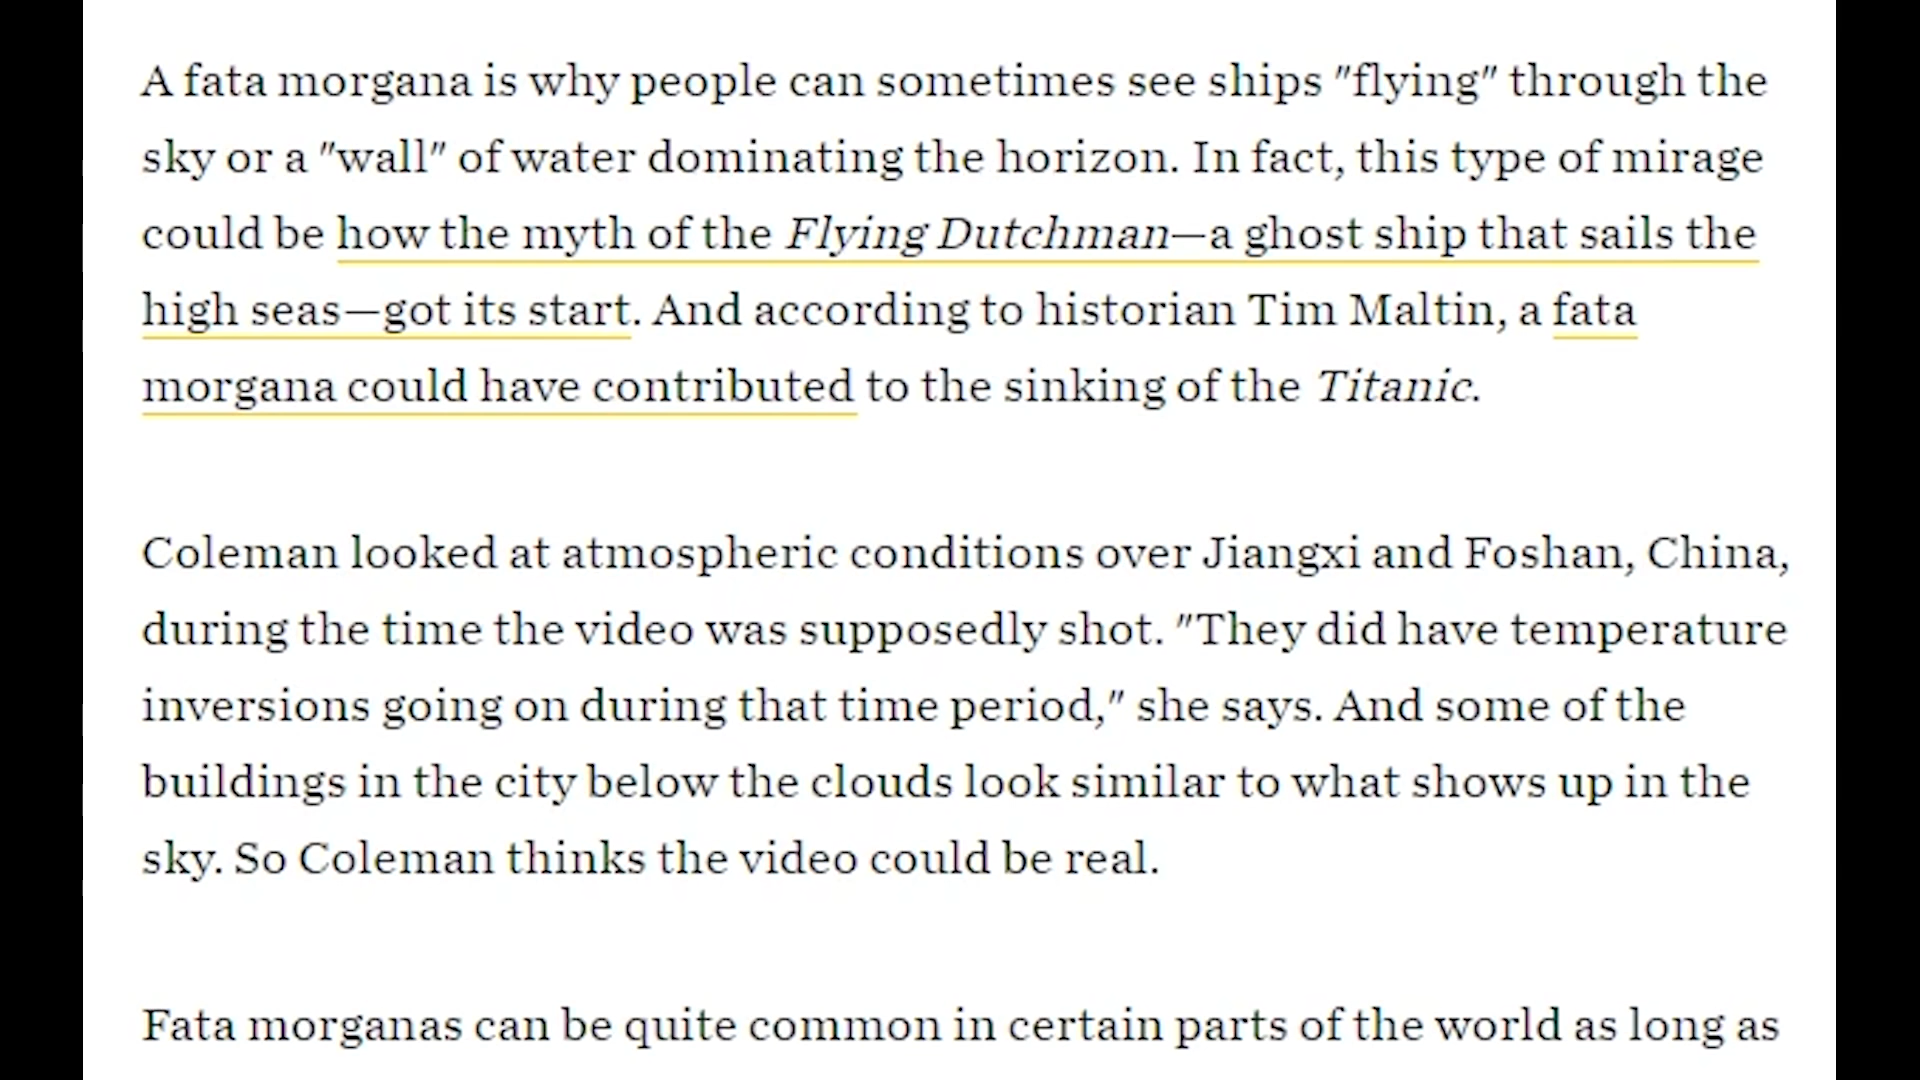 A fata morgana is why people can sometimes see ships "flying" through the
sky or a "wall" of water dominating the horizon. In fact, this type of mirage
could be how the myth of the Flying Dutchman—a ghost ship that sails the
high seas—got its start. And according to historian Tim Maltin, a fata
morgana could have contributed to the sinking of the Titanic.
Coleman looked at atmospheric conditions over Jiangxi and Foshan, China,
during the time the video was supposedly shot. "They did have temperature
inversions going on during that time period," she says. And some of the
buildings in the city below the clouds look similar to what shows up in the
sky. So Coleman thinks the video could be real.
Fata morganas can be quite common in certain parts of the world as long as